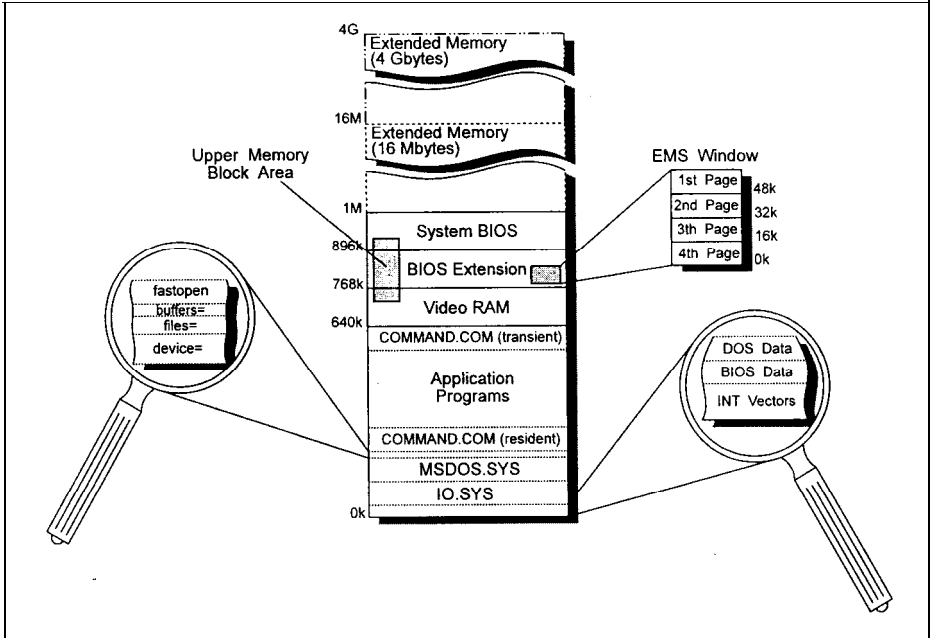 4G
Extended Memory
(4 Gbytes)
16M
Extended Memory
(16 Mbytes)
Upper Memory
Block Area
EMS Window
1st Page
48k
2nd Page
32k
3th Page
16k
4th Page
0k
1M
System BIOS
896k
BIOS Extension
768k
Video RAM
640k
COMMAND.COM (transient)
Application
Programs
COMMAND.COM (resident)
MSDOS.SYS
IO.SYS
0k
fastopen
buffers=
files=
device=
DOS Data
BIOS Data
INT Vectors